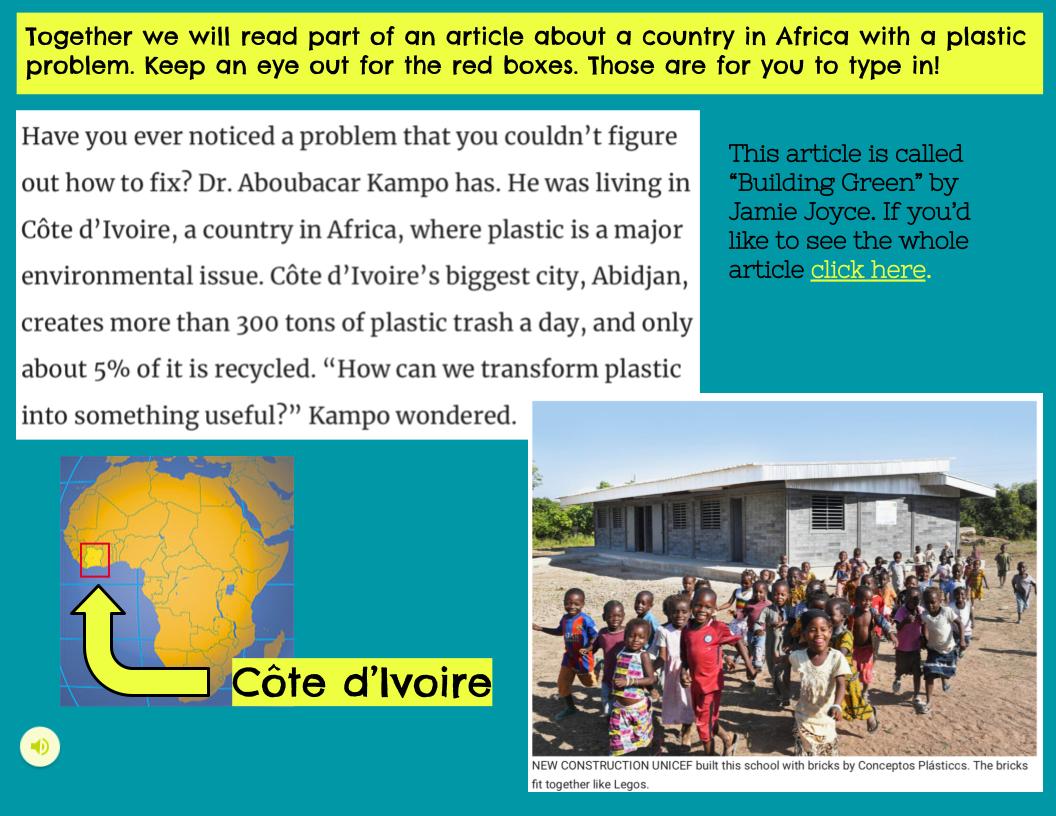 Together we will read part of an article about a country in Africa with a plastic
problem. Keep an eye out for the red boxes. Those are for you to type in!
Have you ever noticed a problem that you couldn’t figure
out how to fix? Dr. Aboubacar Kampo has. He was living in
Côte d’Ivoire, a country in Africa, where plastic is a major
environmental issue. Côte d’Ivoire’s biggest city, Abidjan,
creates more than 300 tons of plastic trash a day, and only
about 5% of it is recycled. “How can we transform plastic
into something useful?” Kampo wondered.
This article is called
“Building Green” by
Jamie Joyce. If you’d
like to see the whole
article click here.
Côte d’Ivoire
NEW CONSTRUCTION UNICEF built this school with bricks by Conceptos Plásticcs. The bricks
fit together like Legos.